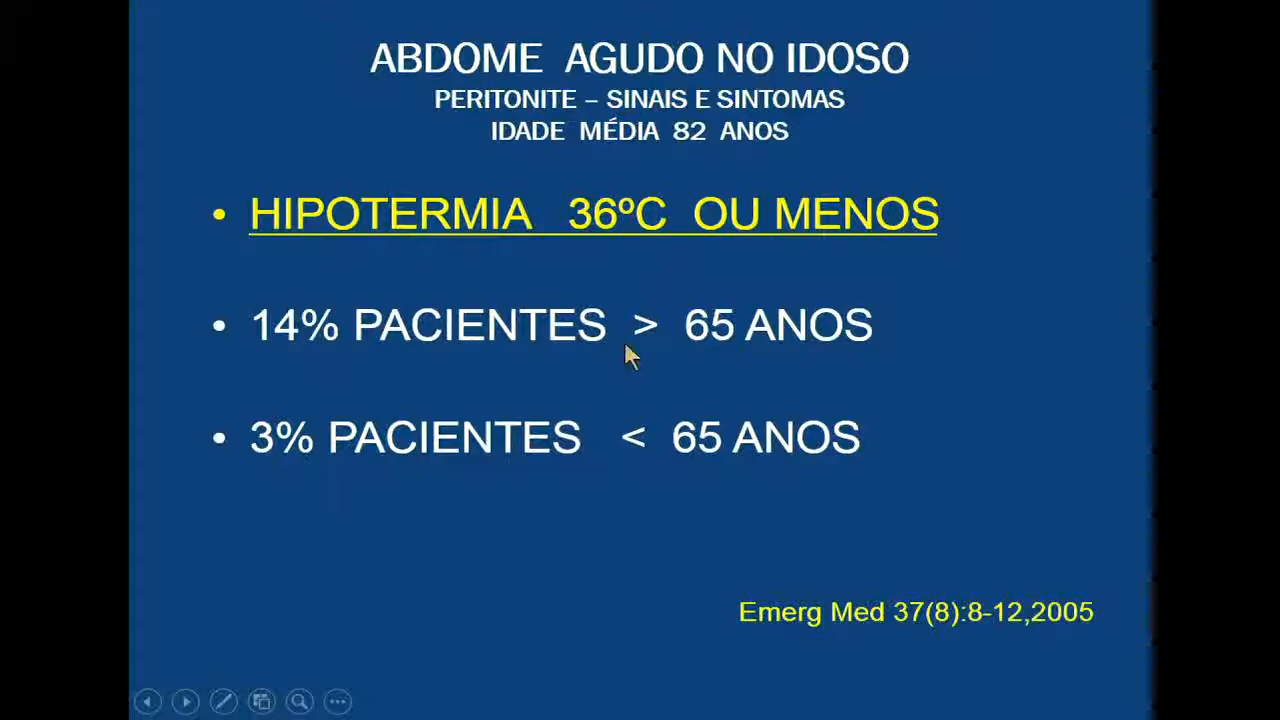 ABDOME AGUDO NO IDOSO
PERITONITE – SINAIS E SINTOMAS
IDADE MÉDIA 82 ANOS
• HIPOTERMIA 36ºC OU MENOS
• 14% PACIENTES > 65 ANOS
• 3% PACIENTES < 65 ANOS
Emerg Med 37(8):8-12,2005